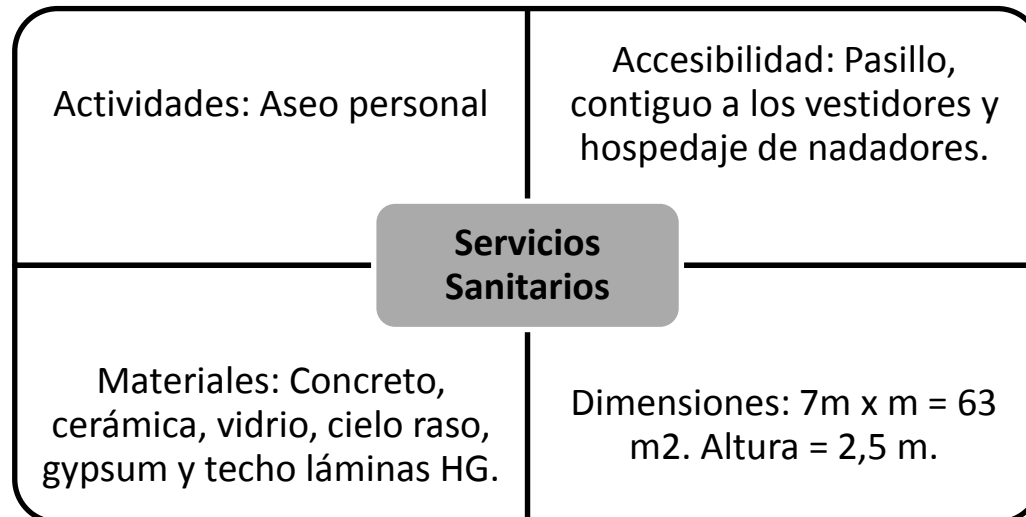 Actividades: Aseo personal
Accesibilidad: Pasillo,
contiguo a los vestidores y
hospedaje de nadadores.
Servicios
Sanitarios
Materiales: Concreto,
cerámica, vidrio, cielo raso,
gypsum y techo láminas HG.
Dimensiones: 7m x m = 63
m2. Altura = 2,5 m.